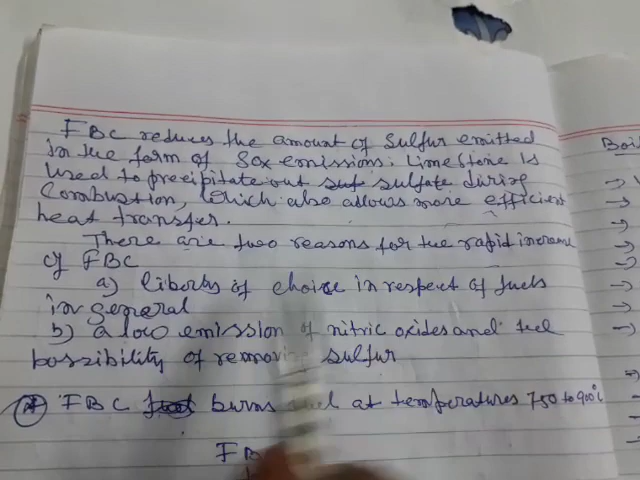 FBC reduces the amount of Sulfur emitted
in the form of Sox emissions. Limestone is
used to precipitate out sulfate during
Combustion, which also allows more efficient
heat transfer.
There are two reasons for the rapid increase
of FBC
a) liberty of choice in respect of fuels
in general
b) a low emission of nitric oxides and the
possibility of removing sulfur
FBC burns fuel at temperatures 750 to 900°c
FB
Boil